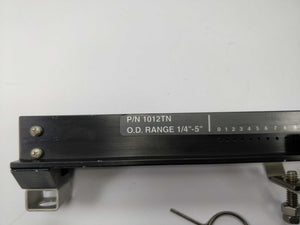 P/N 1012TN
O.D. RANGE 1/4"-5"
0 1 2 3 4 5 6 7 8